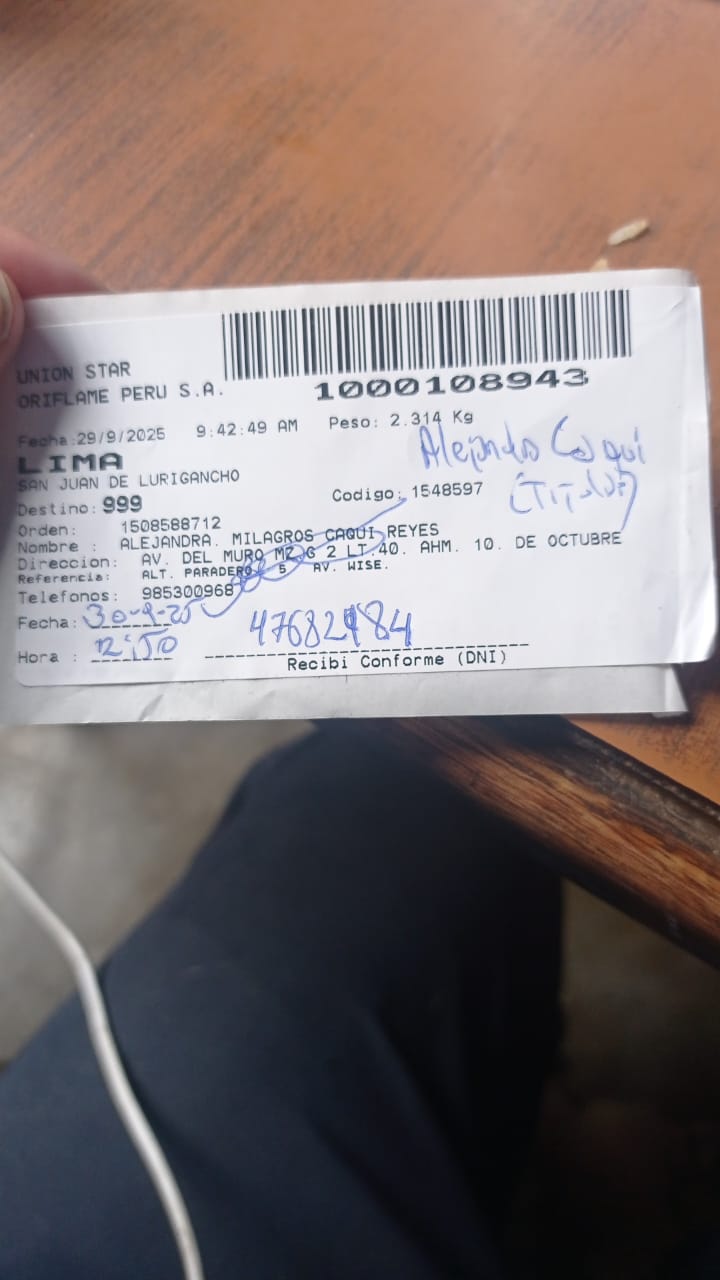 UNION STAR
ORIFLAME PERU S.A.
1000108943
Fecha:29/9/2025 9:42:49 AM Peso: 2.314 Kg
LIMA
SAN JUAN DE LURIGANCHO
Alejandra Caqui
(Titular)
Destino: 999 Codigo: 1548597
Orden: 1508588712
Nombre : ALEJANDRA. MILAGROS CAQUI REYES
Direccion: AV. DEL MURO MZ G 2 LT 40. AHM. 10. DE OCTUBRE
Referencia: ALT. PARADERO 5 AV. WISE.
Telefonos: 985300968
Fecha: 30-9-25
Hora : 12:50
Recibi Conforme (DNI)